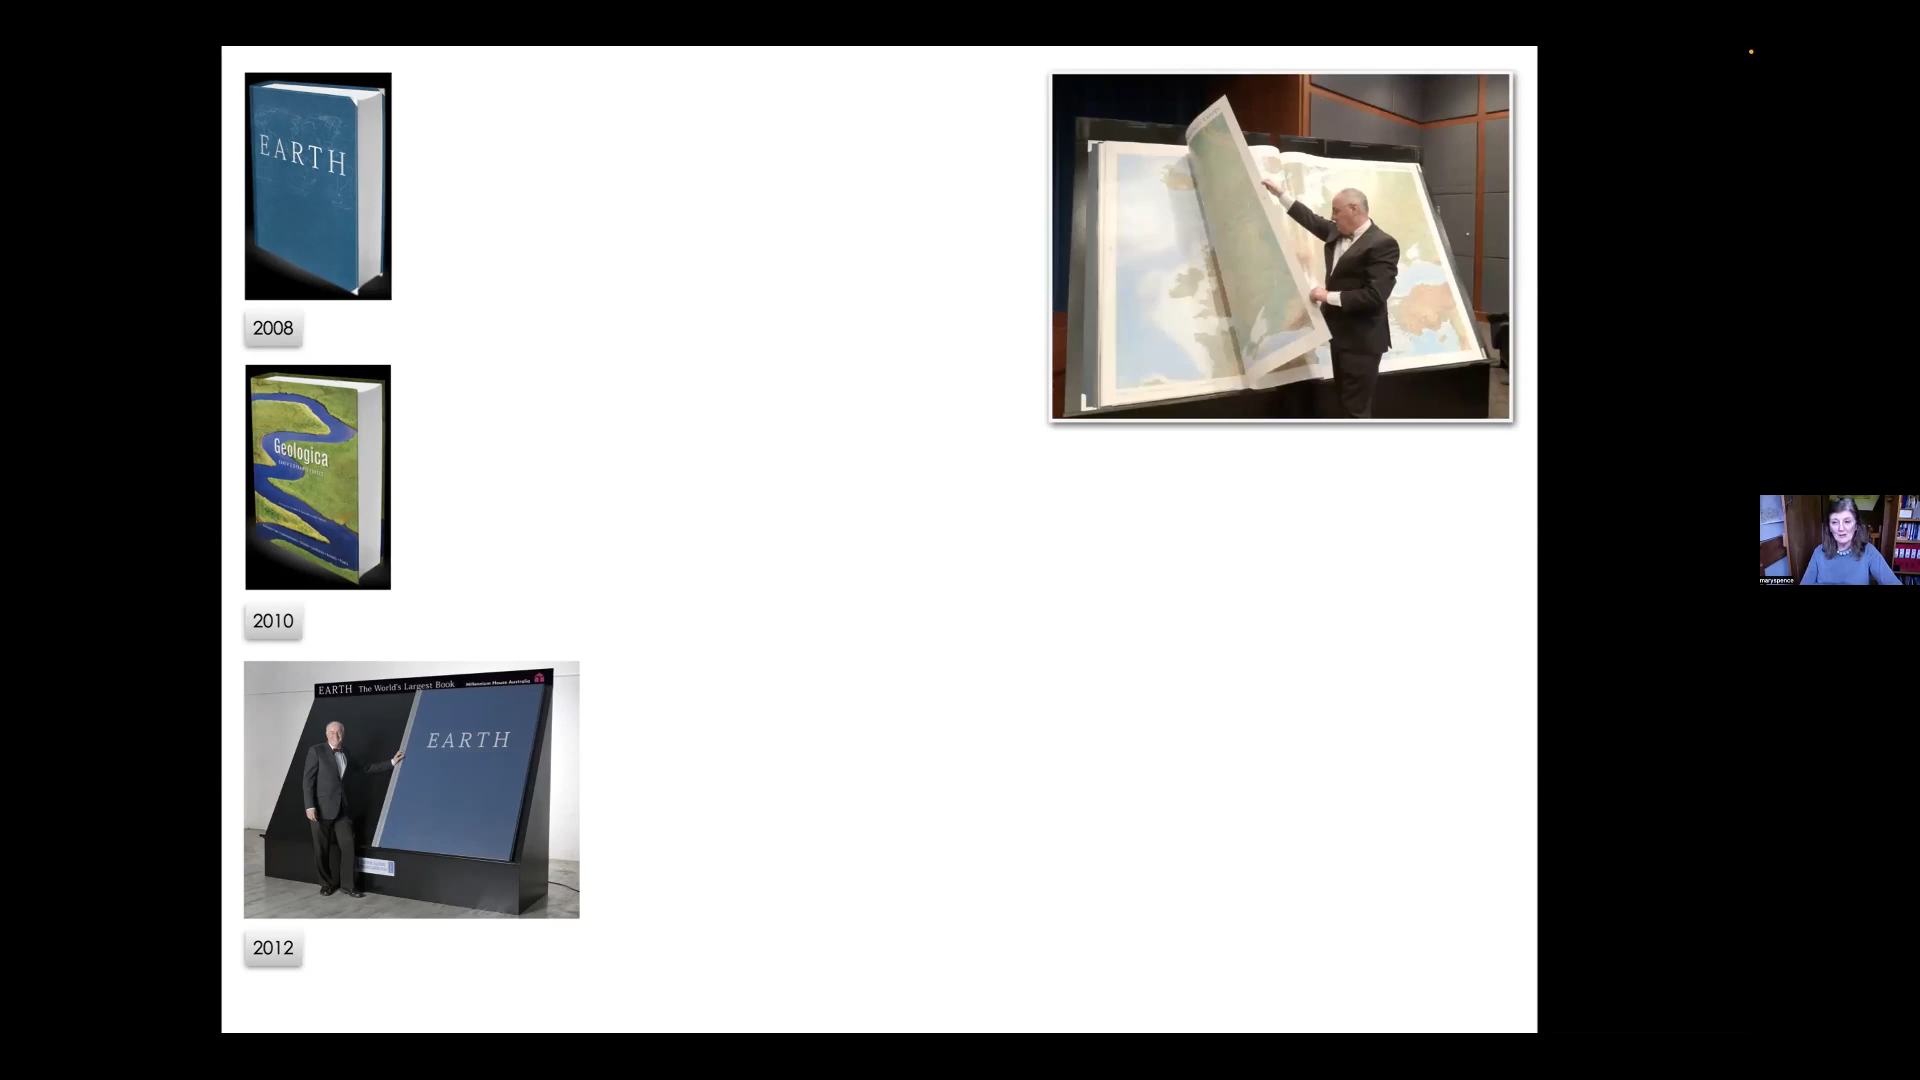 EARTH
2008
Geologica
2010
EARTH The World's Largest Book Millennium House Australia
EARTH
2012
maryspence